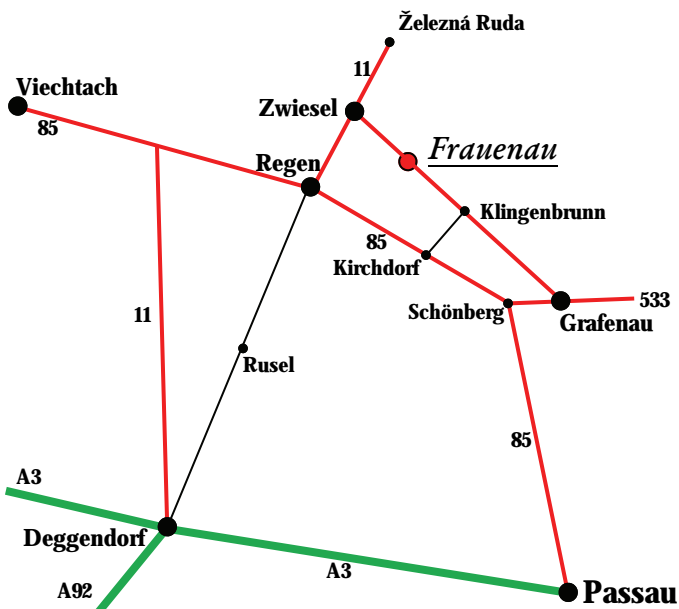 Železná Ruda
11
Viechtach
Zwiesel
85
Frauenau
Regen
Klingenbrunn
85
Kirchdorf
533
Schönberg
Grafenau
11
Rusel
85
A3
Deggendorf
A3
A92
Passau